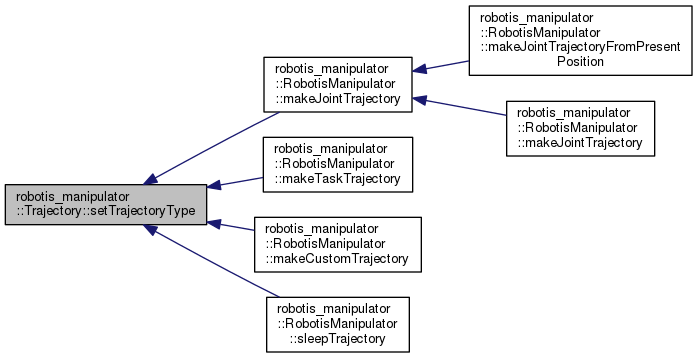 robotis_manipulator
::Trajectory::setTrajectoryType
robotis_manipulator
::RobotisManipulator
::makeJointTrajectory
robotis_manipulator
::RobotisManipulator
::makeJointTrajectoryFromPresent
Position
robotis_manipulator
::RobotisManipulator
::makeJointTrajectory
robotis_manipulator
::RobotisManipulator
::makeTaskTrajectory
robotis_manipulator
::RobotisManipulator
::makeCustomTrajectory
robotis_manipulator
::RobotisManipulator
::sleepTrajectory